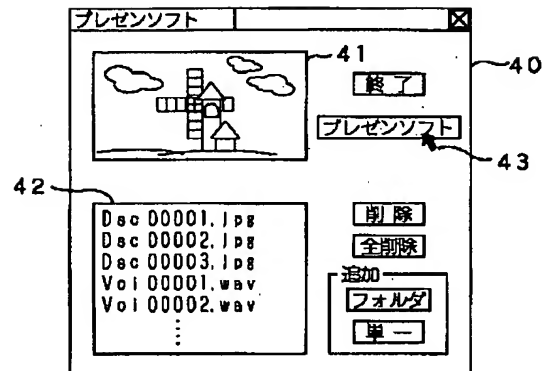 プレゼンソフト
41
40
終了
プレゼンソフト
43
42
Dsc00001.jpg
Dsc00002.jpg
Dsc00003.jpg
Voi00001.wav
Voi00002.wav
削除
全削除
追加
フォルダ
単一